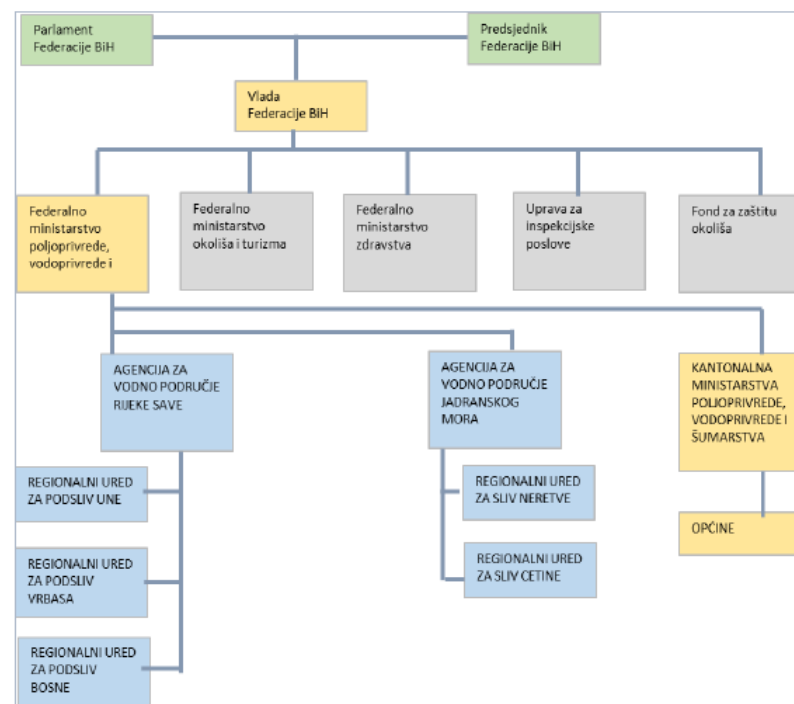 Parlament
Federacije BiH
Predsjednik
Federacije BiH
Vlada
Federacije BiH
Federalno
ministarstvo
poljoprivrede,
vodoprivrede i
Federalno
ministarstvo
okoliša i turizma
Federalno
ministarstvo
zdravstva
Uprava za
inspekcijske
poslove
Fond za zaštitu
okoliša
AGENCIJA ZA
VODNO PODRUČJE
RIJEKE SAVE
AGENCIJA ZA
VODNO PODRUČJE
JADRANSKOG
MORA
KANTONALNA
MINISTARSTVA
POLJOPRIVREDE,
VODOPRIVREDE I
ŠUMARSTVA
REGIONALNI URED
ZA PODSLIV UNE
REGIONALNI URED
ZA SLIV NERETVE
OPĆINE
REGIONALNI URED
ZA PODSLIV
VRBASA
REGIONALNI URED
ZA SLIV CETINE
REGIONALNI URED
ZA PODSLIV
BOSNE